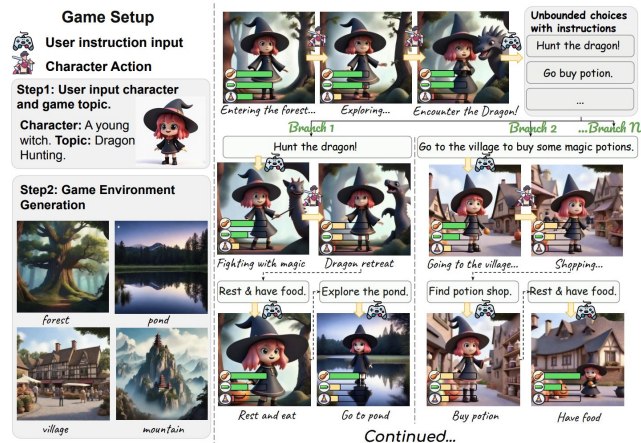 Game Setup
User instruction input
Character Action
Step1: User input character
and game topic.
Character: A young
witch. Topic: Dragon
Hunting.
Step2: Game Environment
Generation
forest
pond
village
mountain
Entering the forest...
Exploring...
Encounter the Dragon!
Unbounded choices
with instructions
Hunt the dragon!
Go buy potion.
...
Branch 1
Branch 2
...Branch N
Hunt the dragon!
Fighting with magic
Dragon retreat
Rest & have food.
Explore the pond.
Rest and eat
Go to pond
Go to the village to buy some magic potions.
Going to the village...
Shopping...
Find potion shop.
Rest & have food.
Buy potion
Have food
Continued...